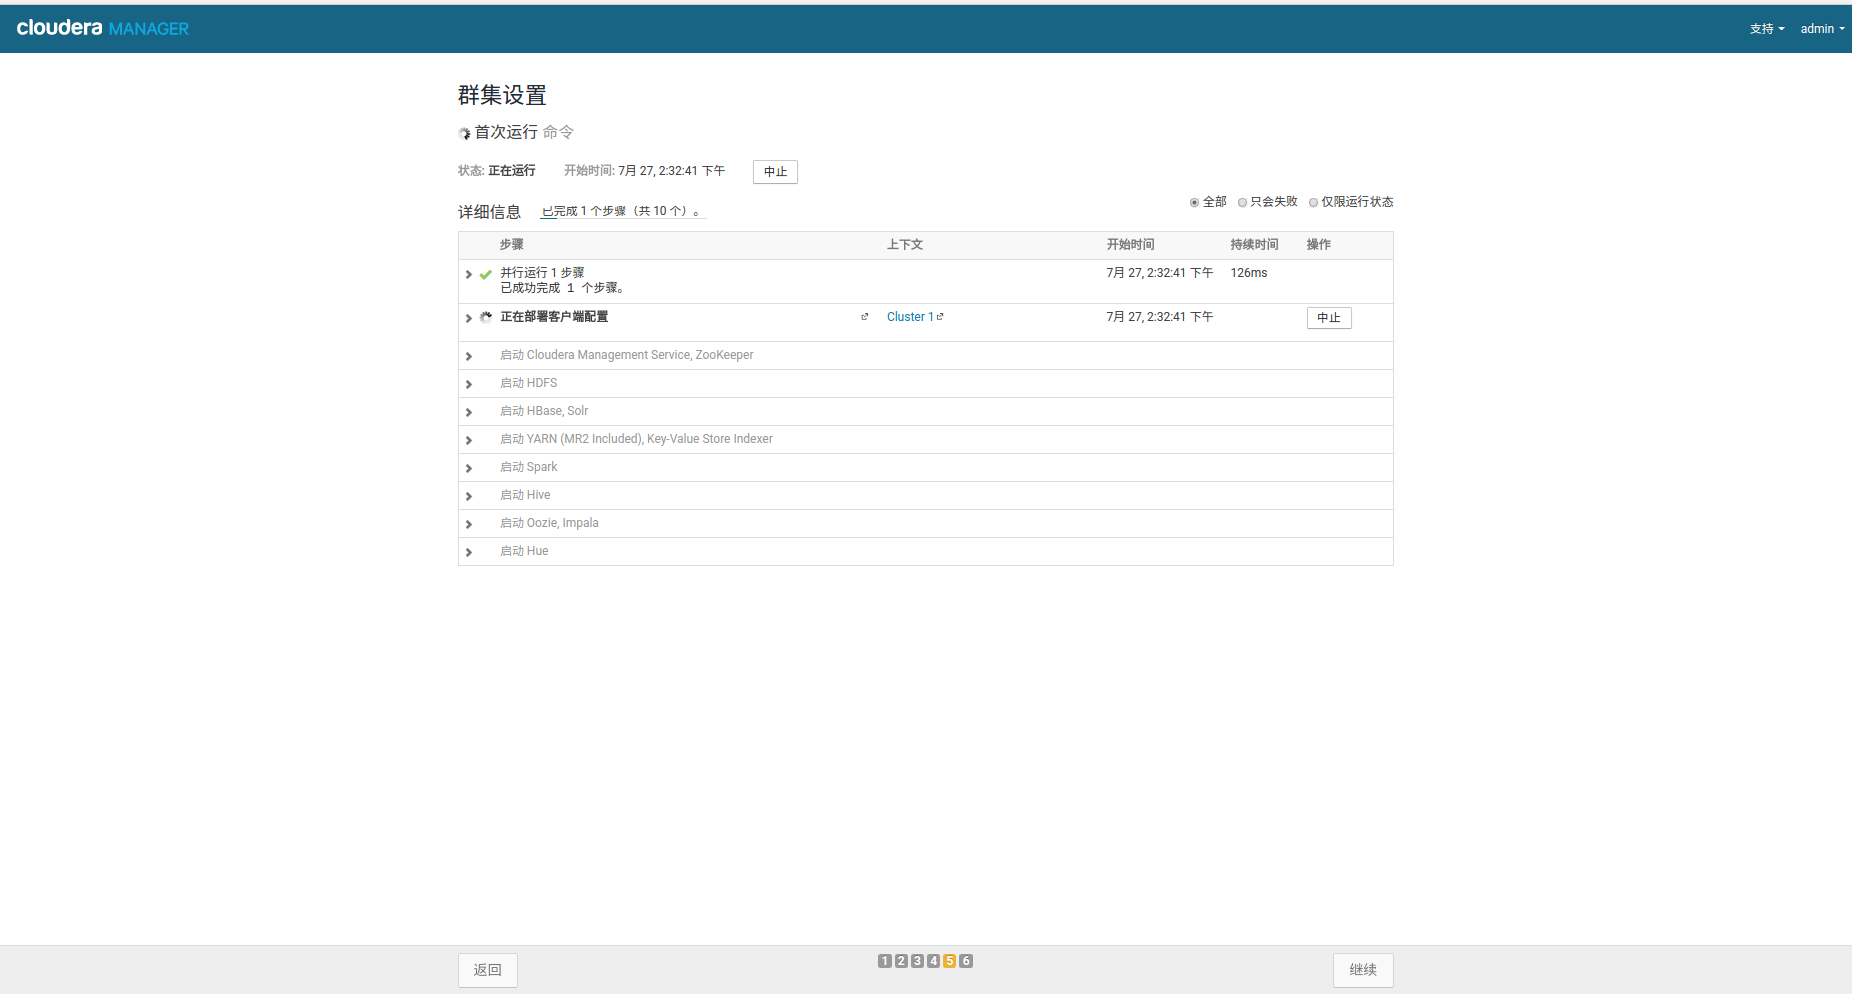 cloudera MANAGER
支持 admin
群集设置
首次运行 命令
状态: 正在运行 开始时间: 7月 27, 2:32:41 下午 中止
全部 只会失败 仅限运行状态
详细信息 已完成 1 个步骤（共 10 个）。
步骤 上下文 开始时间 持续时间 操作
并行运行 1 步骤 7月 27, 2:32:41 下午 126ms
已成功完成 1 个步骤。
正在部署客户端配置 Cluster 1 7月 27, 2:32:41 下午 中止
启动 Cloudera Management Service, ZooKeeper
启动 HDFS
启动 HBase, Solr
启动 YARN (MR2 Included), Key-Value Store Indexer
启动 Spark
启动 Hive
启动 Oozie, Impala
启动 Hue
返回 1 2 3 4 5 6 继续